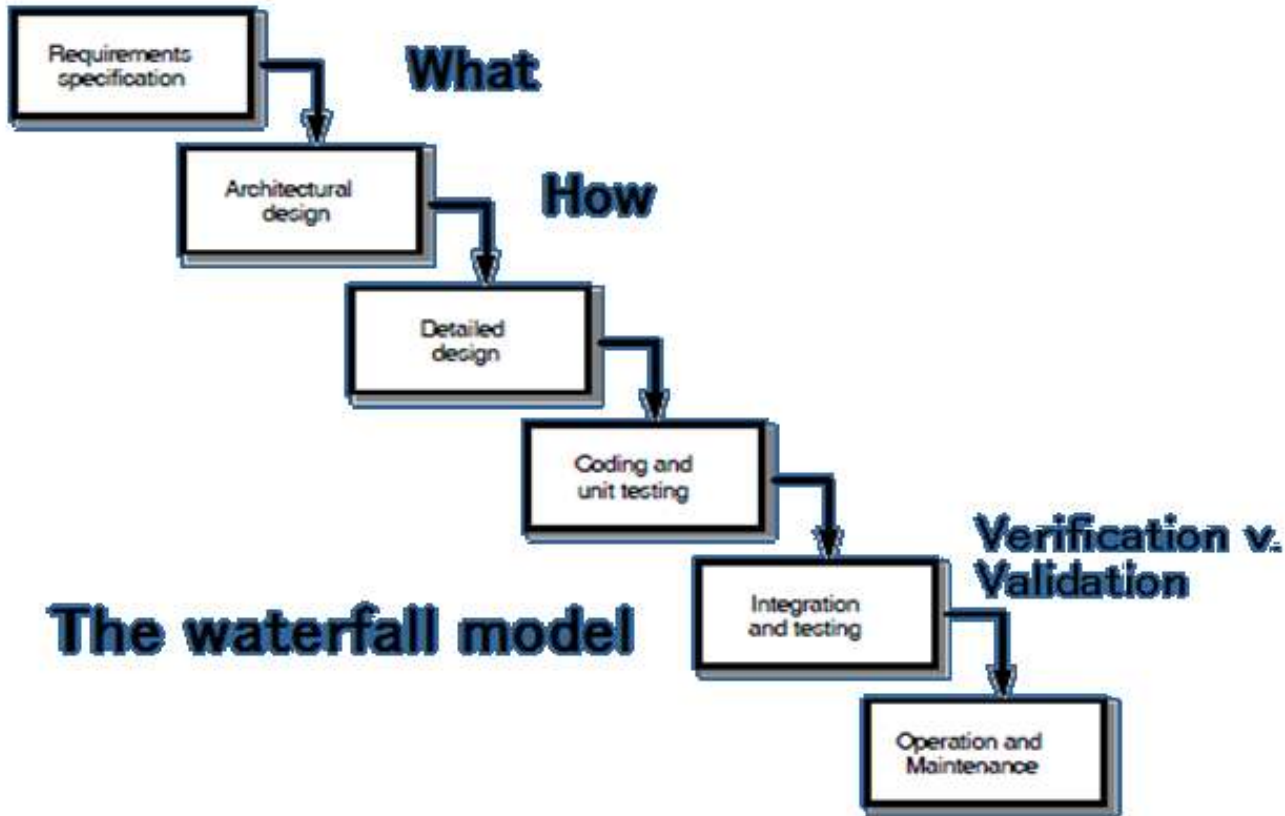 Requirements
specification
What
Architectural
design
How
Detailed
design
Coding and
unit testing
Verification v.
Validation
Integration
and testing
The waterfall model
Operation and
Maintenance